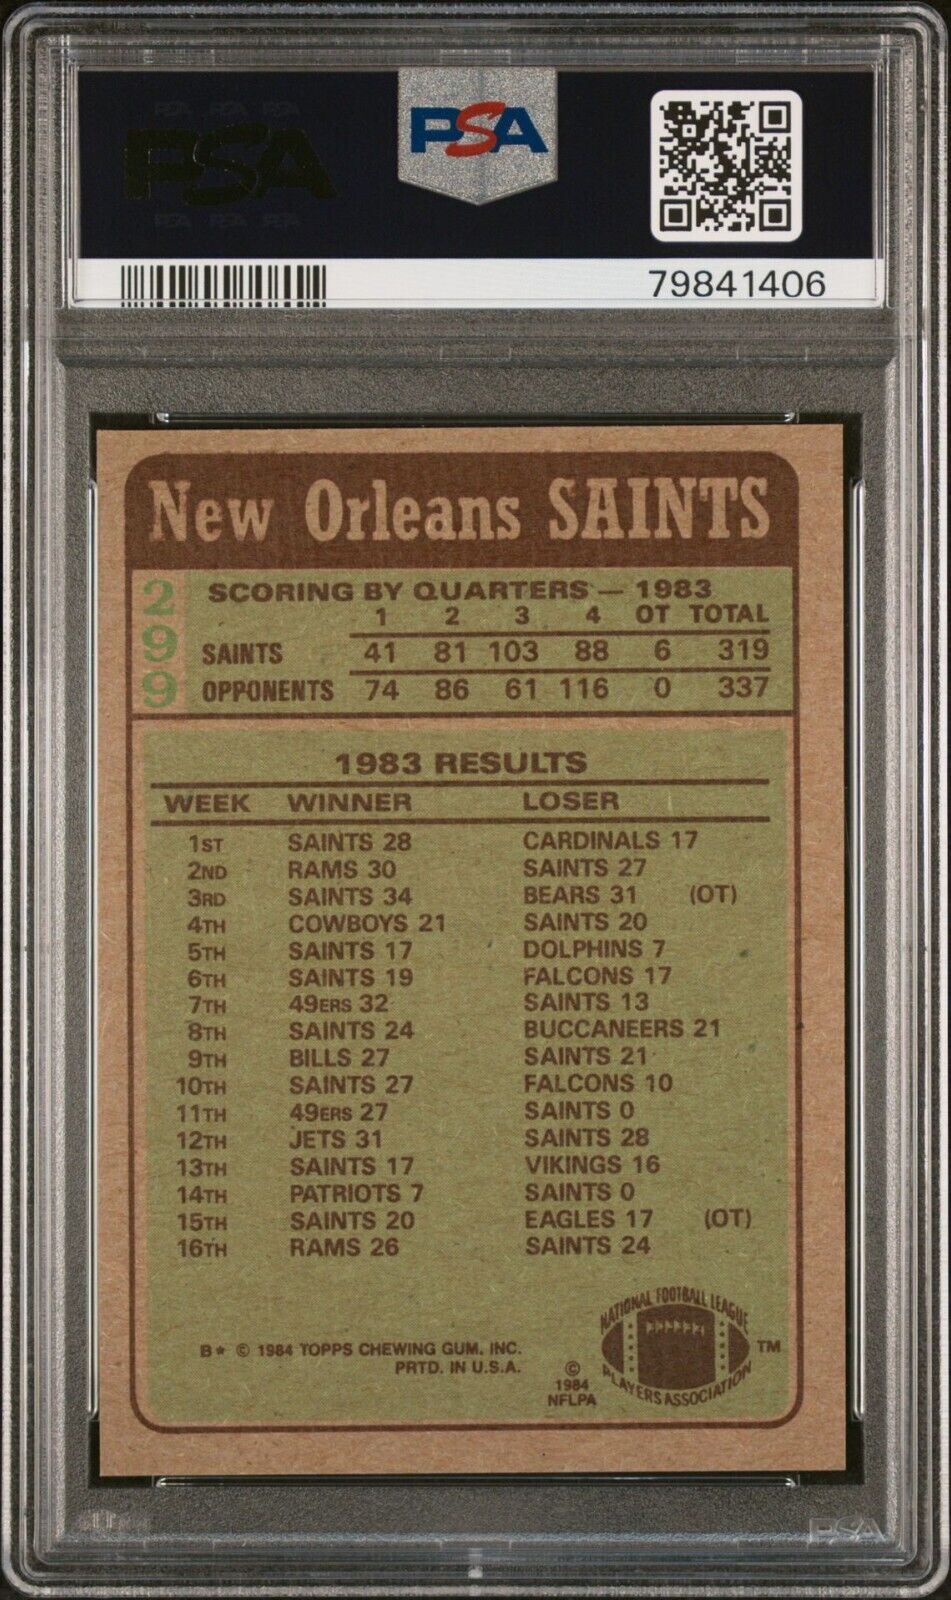 PSA PSA PSA
PSA
PSA PSA PSA
PSA
79841406
New Orleans SAINTS
299
SCORING BY QUARTERS — 1983
1 2 3 4 OT TOTAL
SAINTS 41 81 103 88 6 319
OPPONENTS 74 86 61 116 0 337
1983 RESULTS
WEEK WINNER LOSER
1ST SAINTS 28 CARDINALS 17
2ND RAMS 30 SAINTS 27
3RD SAINTS 34 BEARS 31 (OT)
4TH COWBOYS 21 SAINTS 20
5TH SAINTS 17 DOLPHINS 7
6TH SAINTS 19 FALCONS 17
7TH 49ERS 32 SAINTS 13
8TH SAINTS 24 BUCCANEERS 21
9TH BILLS 27 SAINTS 21
10TH SAINTS 27 FALCONS 10
11TH 49ERS 27 SAINTS 0
12TH JETS 31 SAINTS 28
13TH SAINTS 17 VIKINGS 16
14TH PATRIOTS 7 SAINTS 0
15TH SAINTS 20 EAGLES 17 (OT)
16TH RAMS 26 SAINTS 24
B* © 1984 TOPPS CHEWING GUM, INC.
PRTD. IN U.S.A.
©
1984
NFLPA
NATIONAL FOOTBALL LEAGUE
PLAYERS ASSOCIATION
TM
PSA